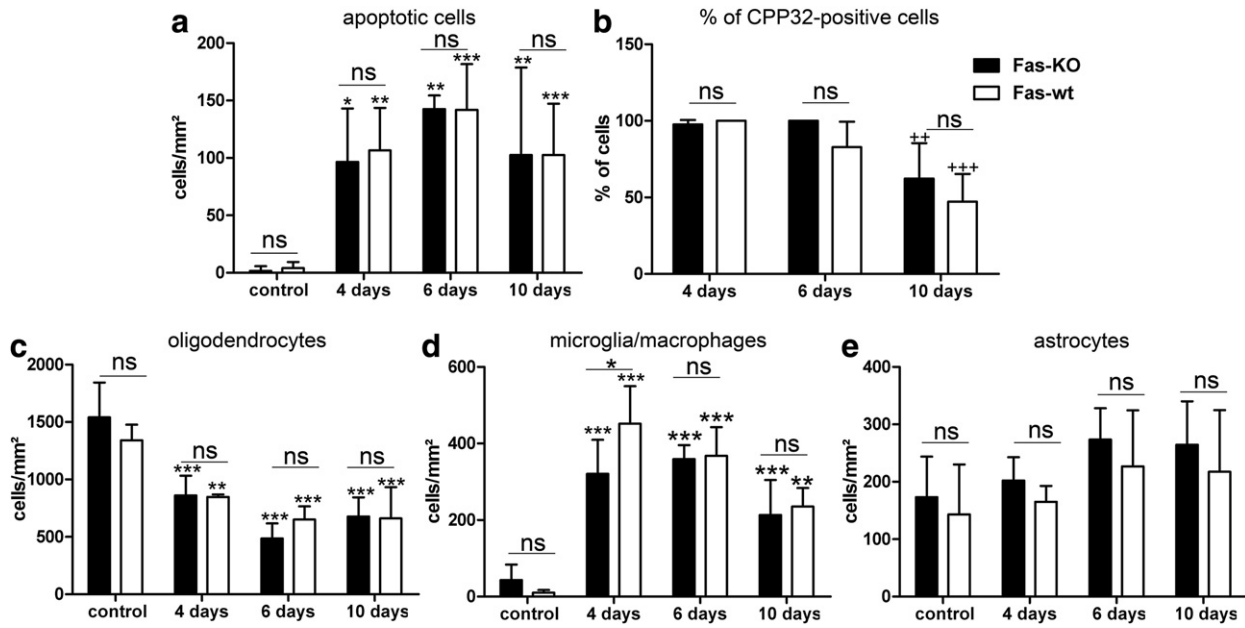 a
apoptotic cells
cells/mm²
200
150
100
50
0
ns
ns
* **
ns
** ***
ns
** ***
control 4 days 6 days 10 days
b
% of CPP32-positive cells
% of cells
150
100
50
0
ns
ns
ns
++ +++
4 days 6 days 10 days
Fas-KO
Fas-wt
c
oligodendrocytes
cells/mm²
2000
1500
1000
500
0
ns
ns
*** **
ns
*** ***
ns
*** ***
control 4 days 6 days 10 days
d
microglia/macrophages
cells/mm²
600
400
200
0
ns
*
*** ***
ns
*** ***
ns
*** **
control 4 days 6 days 10 days
e
astrocytes
cells/mm²
400
300
200
100
0
ns
ns
ns
ns
control 4 days 6 days 10 days